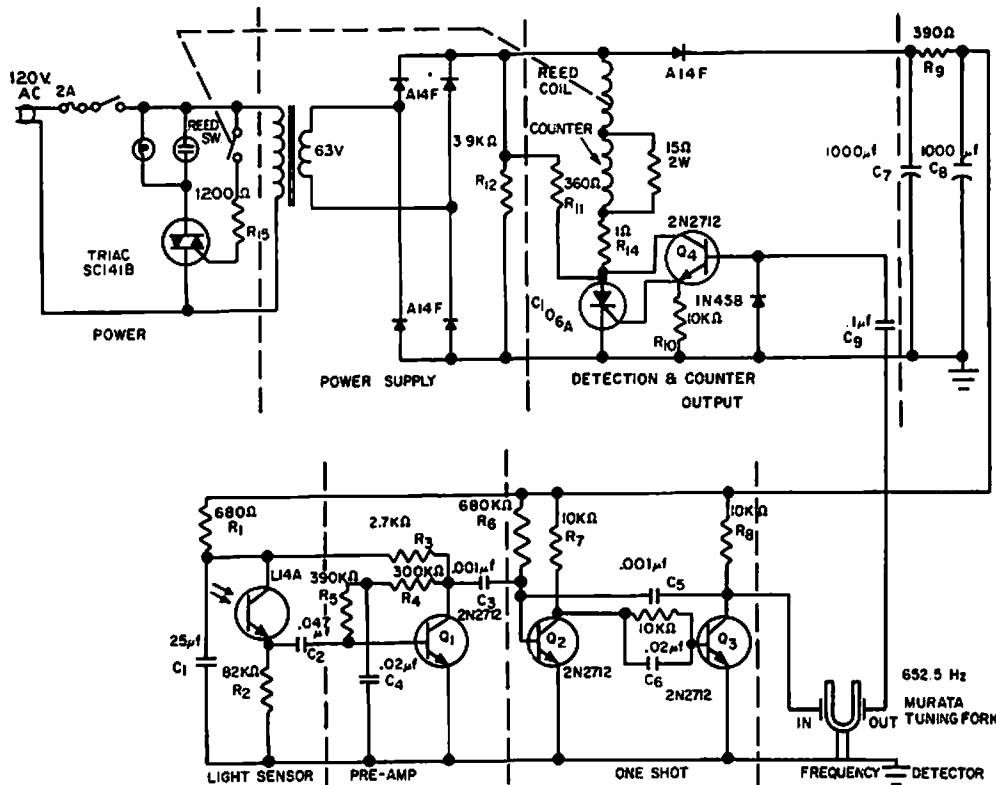 120V.
AC
2A
P
REED
SW.
1200Ω
R15
TRIAC
SC141B
POWER
63V
A14F
A14F
POWER SUPPLY
3.9KΩ
R12
REED
COIL
COUNTER
360Ω
R11
15Ω
2W
1Ω
R14
C106A
2N2712
Q4
1N458
10KΩ
R10
DETECTION & COUNTER
OUTPUT
A14F
390Ω
R9
1000µf
C7
1000µf
C8
.1µf
C9
680Ω
R1
L14A
25µf
C1
82KΩ
R2
.047
µf
C2
LIGHT SENSOR
2.7KΩ
R3
390KΩ
R5
300KΩ
R4
.001µf
C3
2N2712
Q1
.02µf
C4
PRE-AMP
680KΩ
R6
10KΩ
R7
.001µf
C5
10KΩ
.02µf
C6
Q2
2N2712
Q3
2N2712
10KΩ
R8
ONE SHOT
652.5 Hz
MURATA
TUNING FORK
IN
OUT
FREQUENCY
DETECTOR